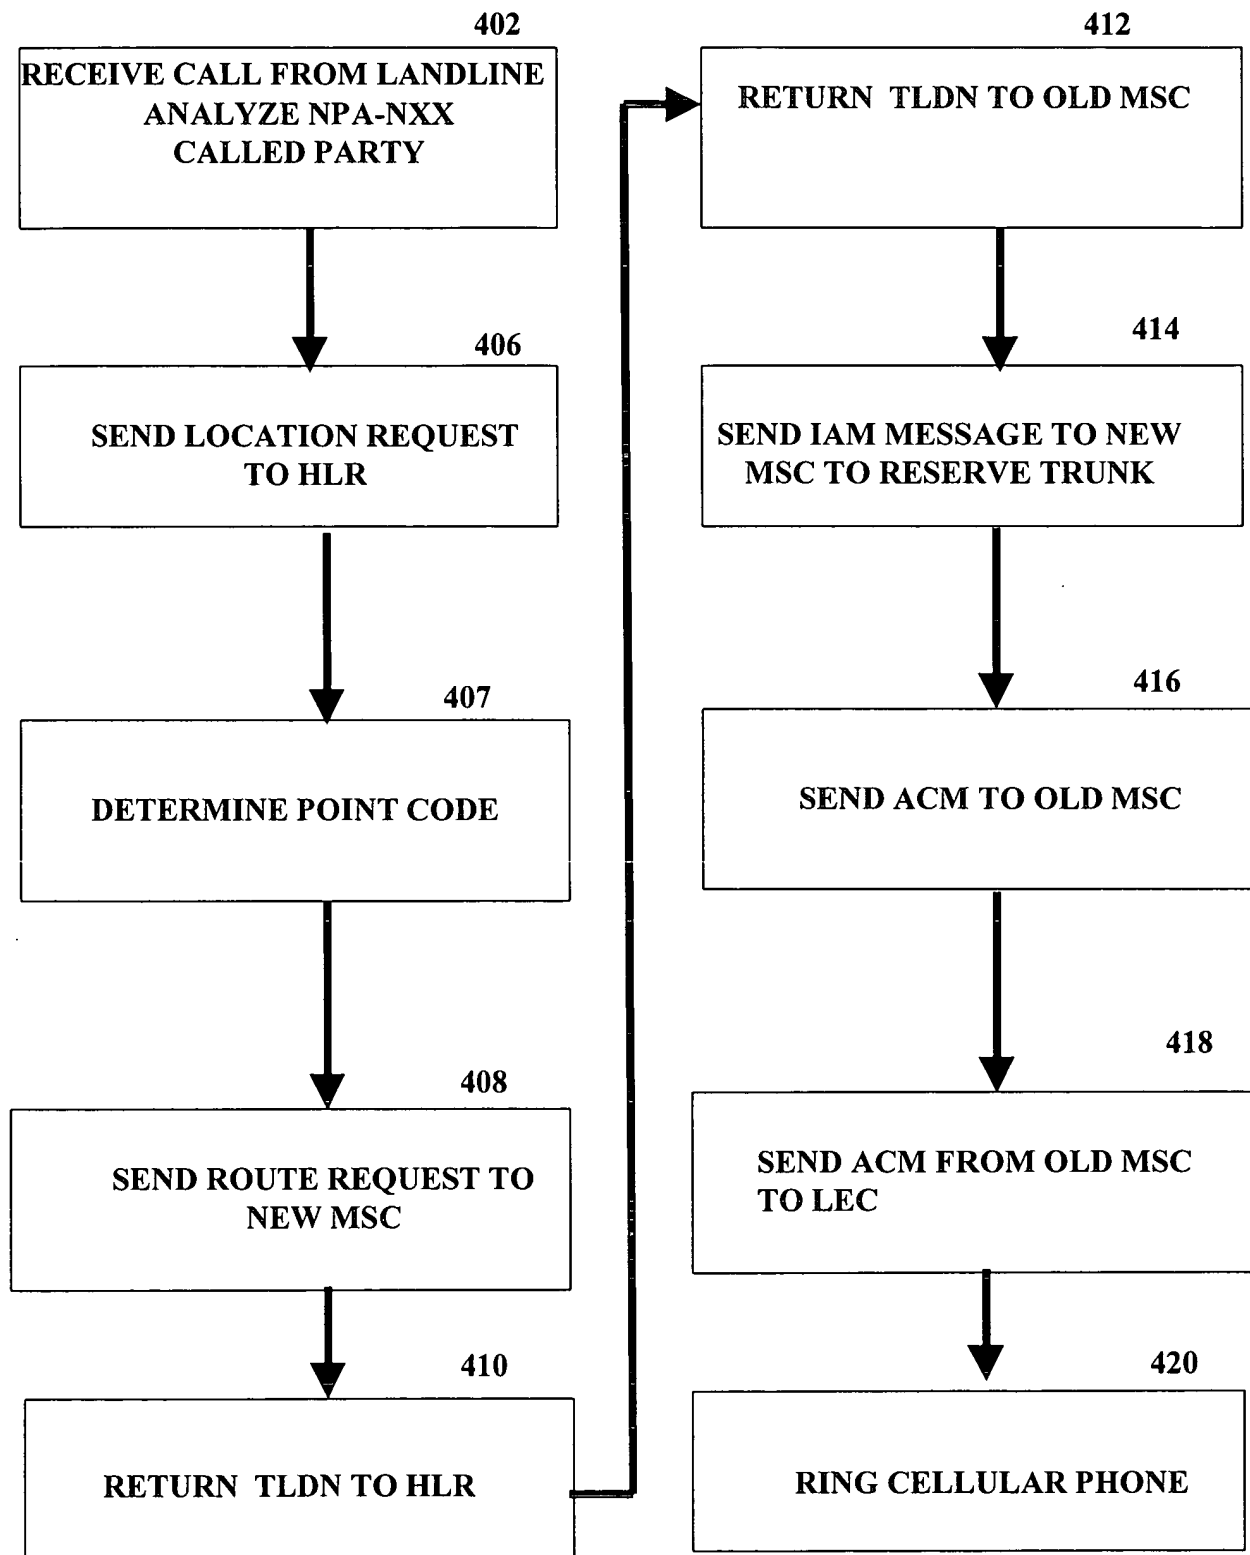 402
RECEIVE CALL FROM LANDLINE
ANALYZE NPA-NXX
CALLED PARTY
406
SEND LOCATION REQUEST
TO HLR
407
DETERMINE POINT CODE
408
SEND ROUTE REQUEST TO
NEW MSC
410
RETURN TLDN TO HLR
412
RETURN TLDN TO OLD MSC
414
SEND IAM MESSAGE TO NEW
MSC TO RESERVE TRUNK
416
SEND ACM TO OLD MSC
418
SEND ACM FROM OLD MSC
TO LEC
420
RING CELLULAR PHONE